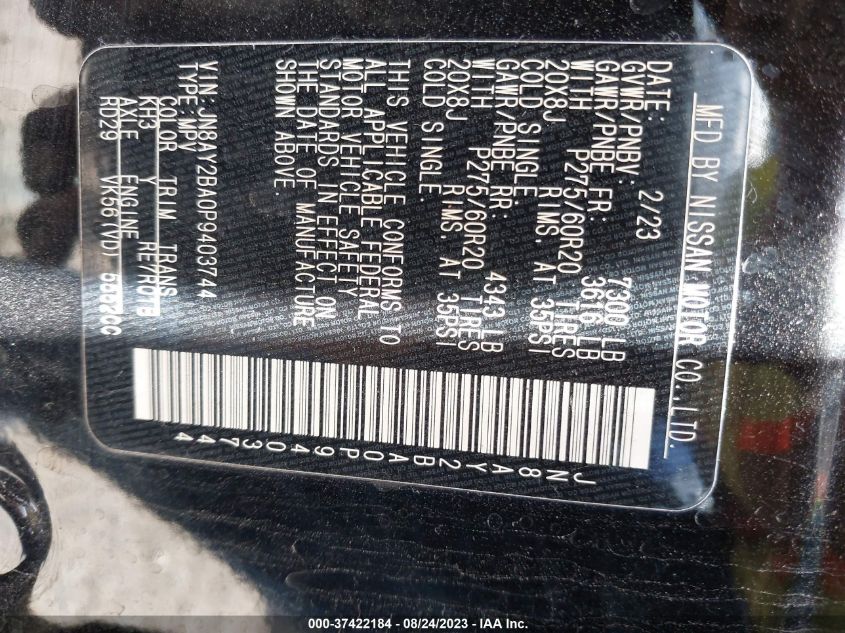 MFD BY NISSAN MOTOR CO.,LTD.
DATE: 2/23
GVWR/PNBV: 7300 LB
GAWR/PNBE FR: 3616 LB
WITH P275/60R20 TIRES
20X8J RIMS. AT 35PSI
COLD SINGLE.
GAWR/PNBE RR: 4343 LB
WITH P275/60R20 TIRES
20X8J RIMS. AT 35PSI
COLD SINGLE.
THIS VEHICLE CONFORMS TO
ALL APPLICABLE FEDERAL
MOTOR VEHICLE SAFETY
STANDARDS IN EFFECT ON
THE DATE OF MANUFACTURE
SHOWN ABOVE.
VIN: JN8AY2BA0P9403744
TYPE:MPV
COLOR TRIM TRANS
KH3 Y RE7R01B
AXLE ENGINE
RD29 VK56(VD) 5552CC
JN8AY2BA0P9403744
000-37422184 - 08/24/2023 - IAA Inc.